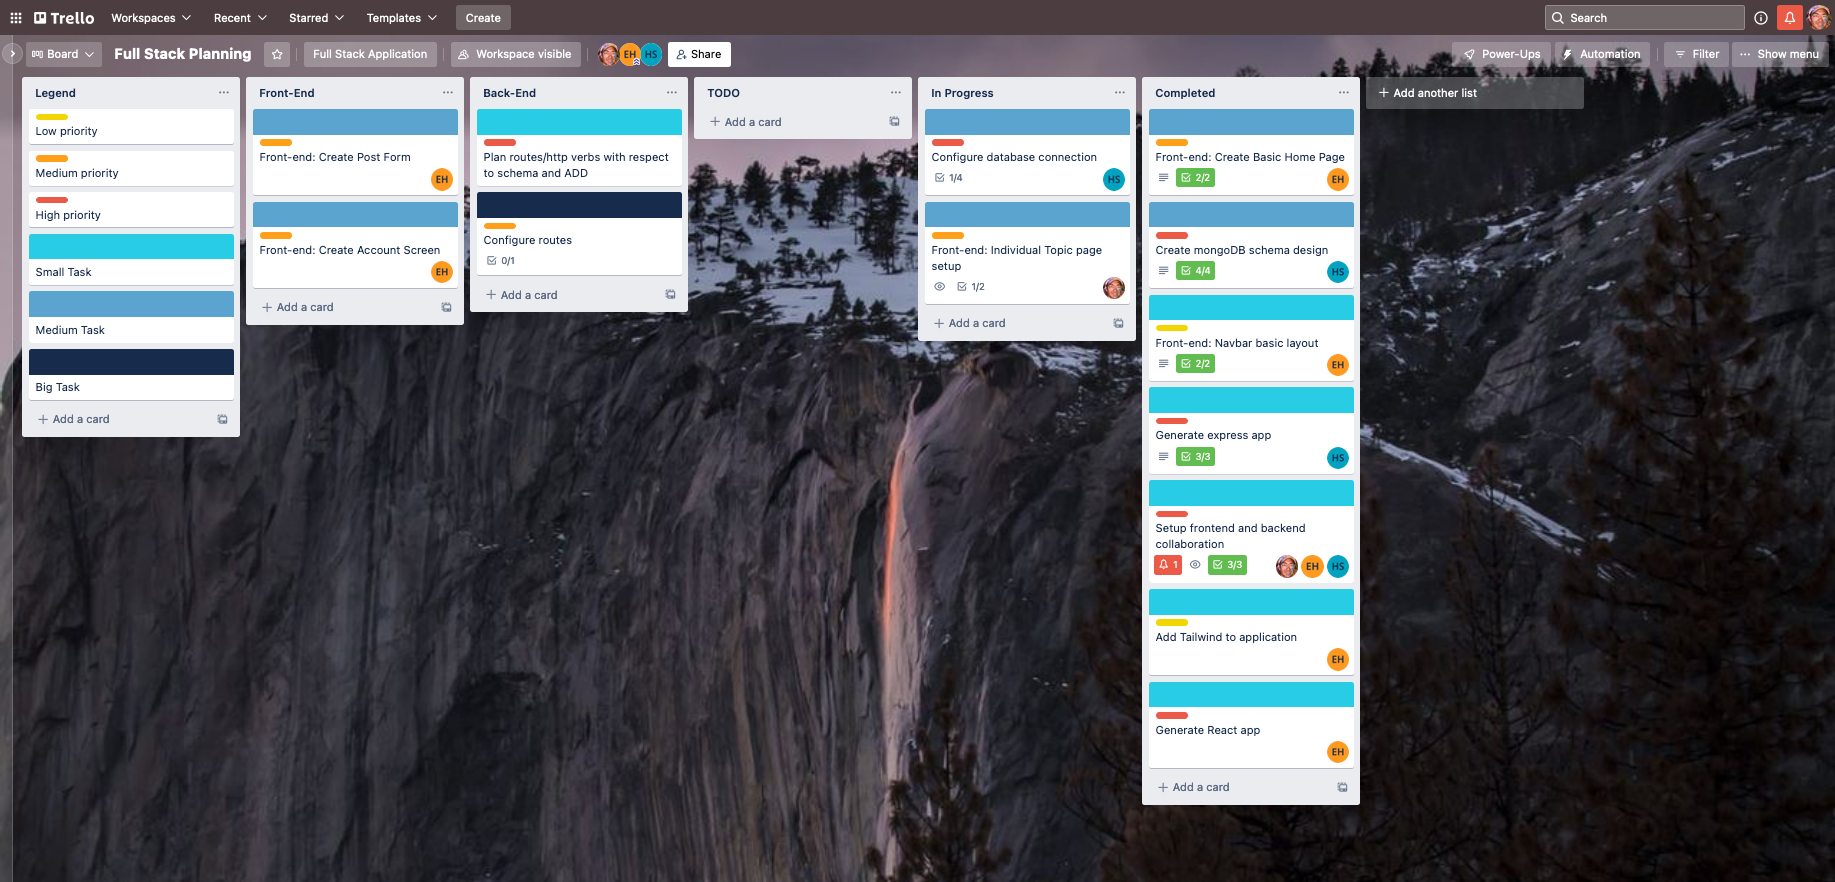 Trello
Workspaces
Recent
Starred
Templates
Create
Search
Board
Full Stack Planning
Full Stack Application
Workspace visible
EH
HS
Share
Power-Ups
Automation
Filter
Show menu
Legend
Low priority
Medium priority
High priority
Small Task
Medium Task
Big Task
Add a card
Front-End
Front-end: Create Post Form
EH
Front-end: Create Account Screen
EH
Add a card
Back-End
Plan routes/http verbs with respect
to schema and ADD
Configure routes
0/1
Add a card
TODO
Add a card
In Progress
Configure database connection
1/4
HS
Front-end: Individual Topic page
setup
1/2
Add a card
Completed
Front-end: Create Basic Home Page
2/2
EH
Create mongoDB schema design
4/4
HS
Front-end: Navbar basic layout
2/2
EH
Generate express app
3/3
HS
Setup frontend and backend
collaboration
1
3/3
EH
HS
Add Tailwind to application
EH
Generate React app
EH
Add a card
Add another list